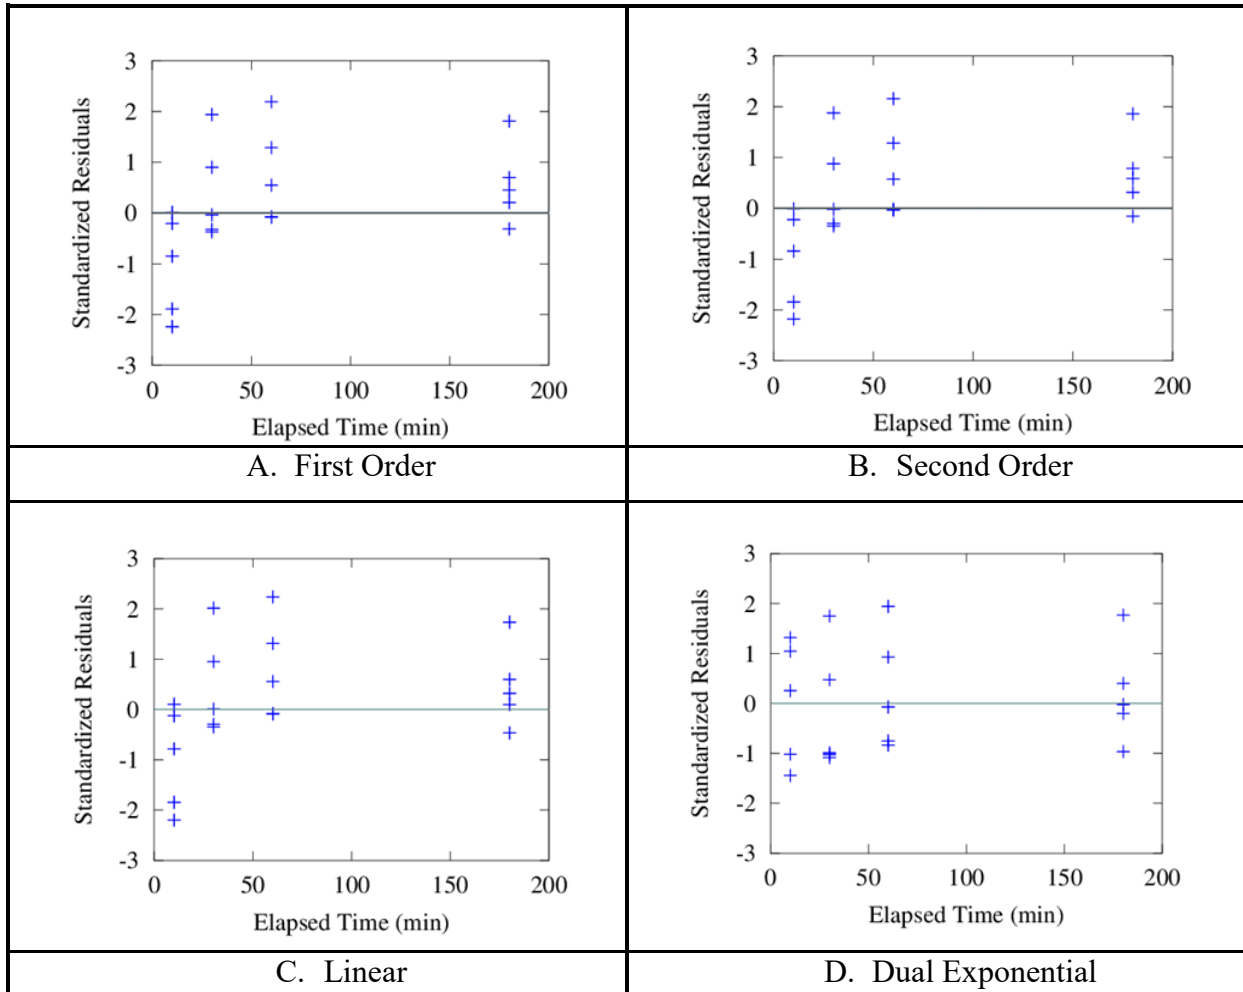 3
2
1
0
-1
-2
-3
Standardized Residuals
0 50 100 150 200
Elapsed Time (min)
3
2
1
0
-1
-2
-3
Standardized Residuals
0 50 100 150 200
Elapsed Time (min)
A. First Order
B. Second Order
3
2
1
0
-1
-2
-3
Standardized Residuals
0 50 100 150 200
Elapsed Time (min)
3
2
1
0
-1
-2
-3
Standardized Residuals
0 50 100 150 200
Elapsed Time (min)
C. Linear
D. Dual Exponential